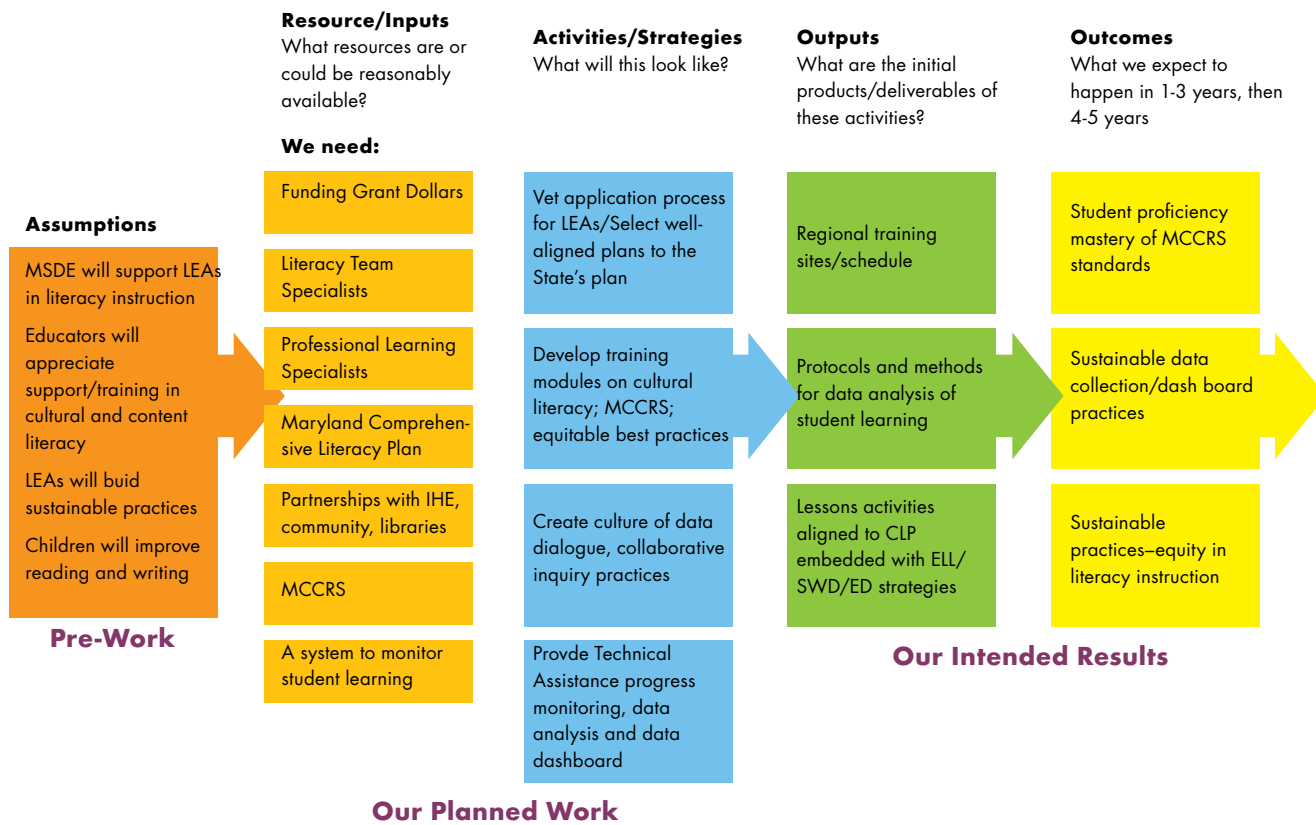 Assumptions
MSDE will support LEAs
in literacy instruction
Educators will
appreciate
support/training in
cultural and content
literacy
LEAs will buid
sustainable practices
Children will improve
reading and writing
Pre-Work
Resource/Inputs
What resources are or
could be reasonably
available?
We need:
Funding Grant Dollars
Literacy Team
Specialists
Professional Learning
Specialists
Maryland Comprehen-
sive Literacy Plan
Partnerships with IHE,
community, libraries
MCCRS
A system to monitor
student learning
Activities/Strategies
What will this look like?
Vet application process
for LEAs/Select well-
aligned plans to the
State's plan
Develop training
modules on cultural
literacy; MCCRS;
equitable best practices
Create culture of data
dialogue, collaborative
inquiry practices
Provde Technical
Assistance progress
monitoring, data
analysis and data
dashboard
Our Planned Work
Outputs
What are the initial
products/deliverables of
these activities?
Regional training
sites/schedule
Protocols and methods
for data analysis of
student learning
Lessons activities
aligned to CLP
embedded with ELL/
SWD/ED strategies
Outcomes
What we expect to
happen in 1-3 years, then
4-5 years
Student proficiency
mastery of MCCRS
standards
Sustainable data
collection/dash board
practices
Sustainable
practices–equity in
literacy instruction
Our Intended Results